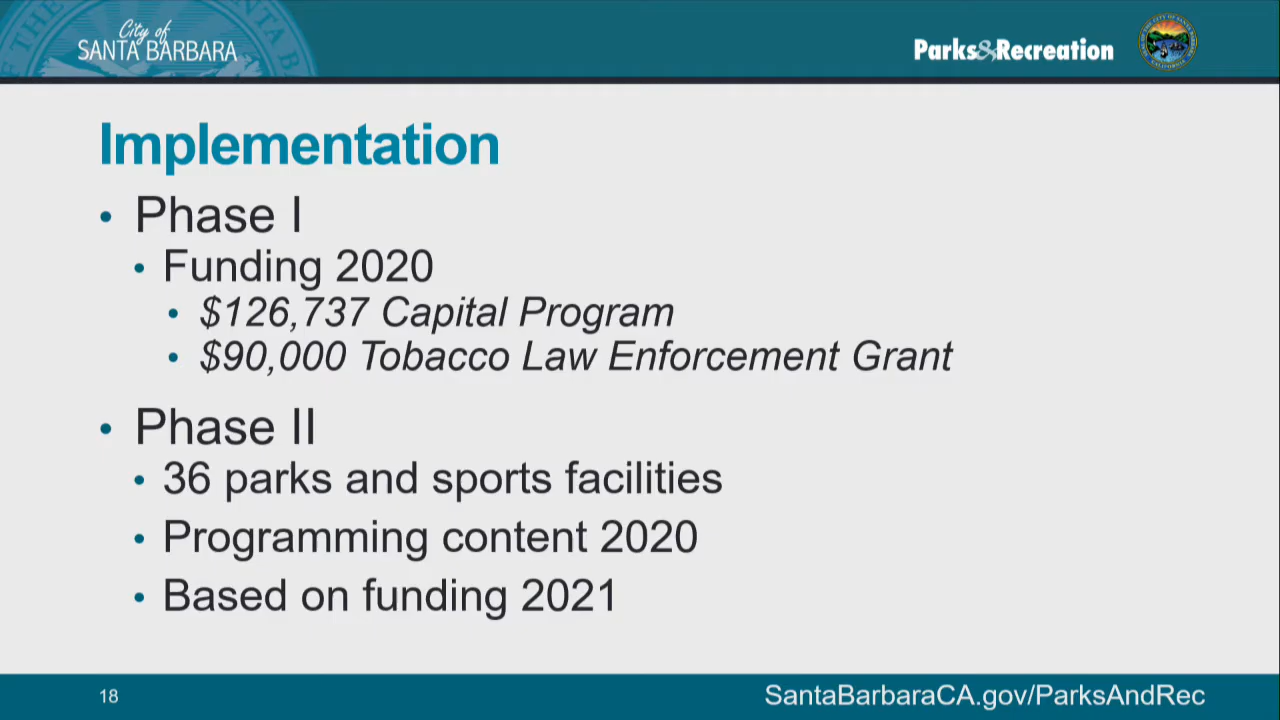 City of
SANTA BARBARA
Parks&Recreation
Implementation
• Phase I
• Funding 2020
• $126,737 Capital Program
• $90,000 Tobacco Law Enforcement Grant
• Phase II
• 36 parks and sports facilities
• Programming content 2020
• Based on funding 2021
18
SantaBarbaraCA.gov/ParksAndRec